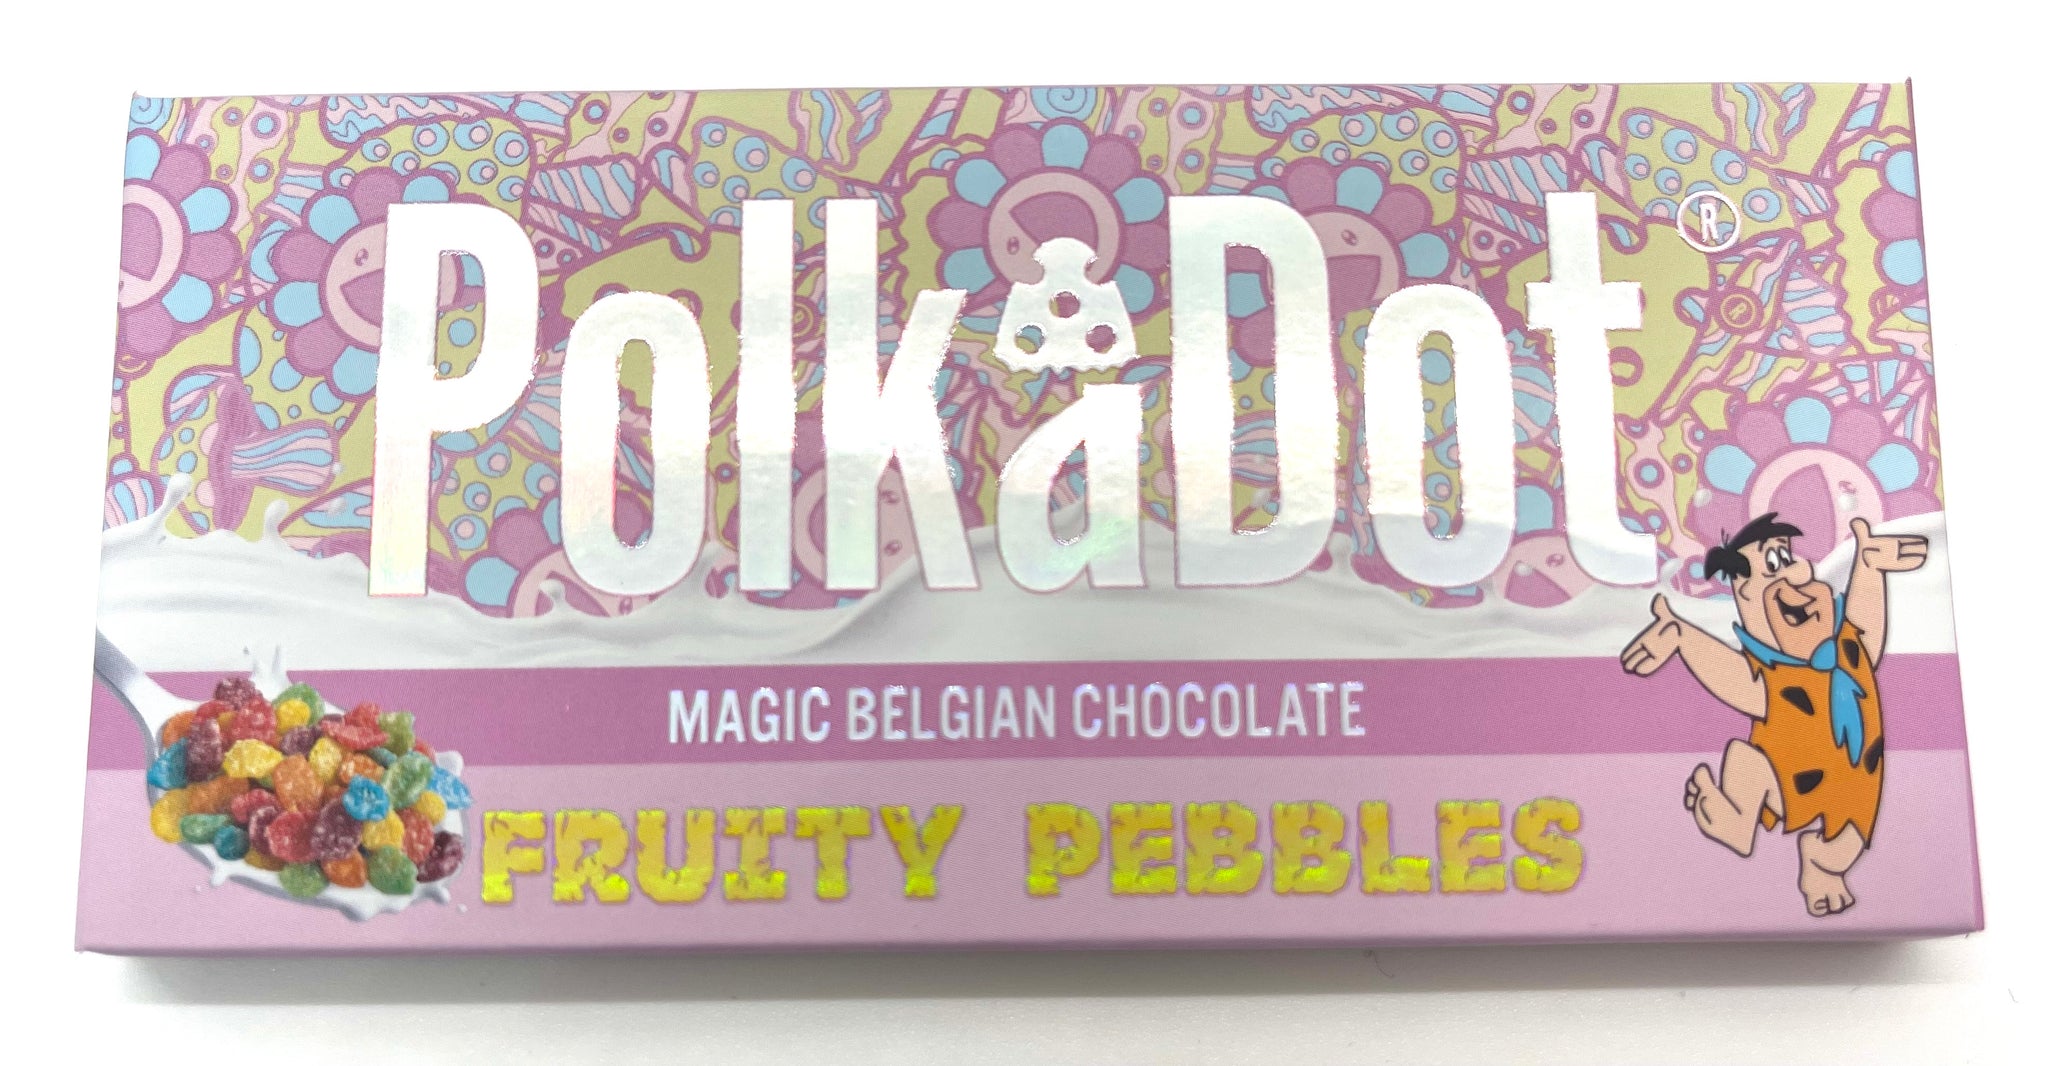 PolkaDot ®
MAGIC BELGIAN CHOCOLATE
FRUITY PEBBLES